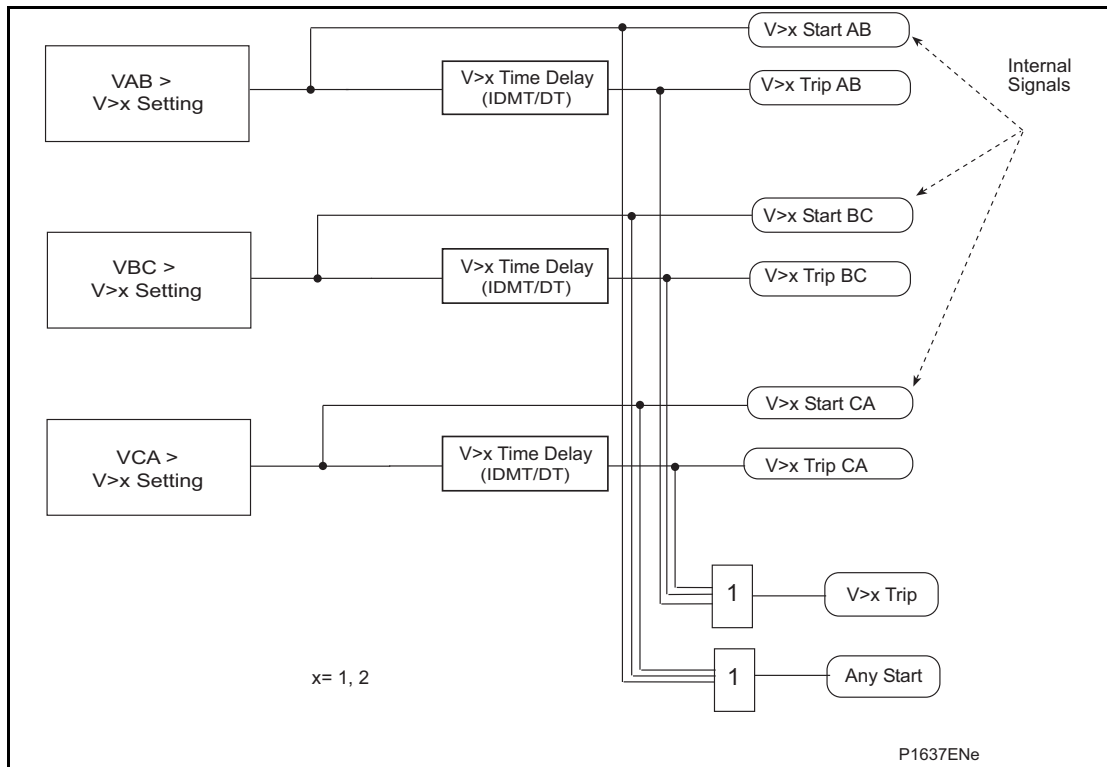 V>x Start AB
VAB >
V>x Setting
V>x Time Delay
(IDMT/DT)
V>x Trip AB
Internal
Signals
V>x Start BC
VBC >
V>x Setting
V>x Time Delay
(IDMT/DT)
V>x Trip BC
V>x Start CA
VCA >
V>x Setting
V>x Time Delay
(IDMT/DT)
V>x Trip CA
1
V>x Trip
1
Any Start
x= 1, 2
P1637ENe